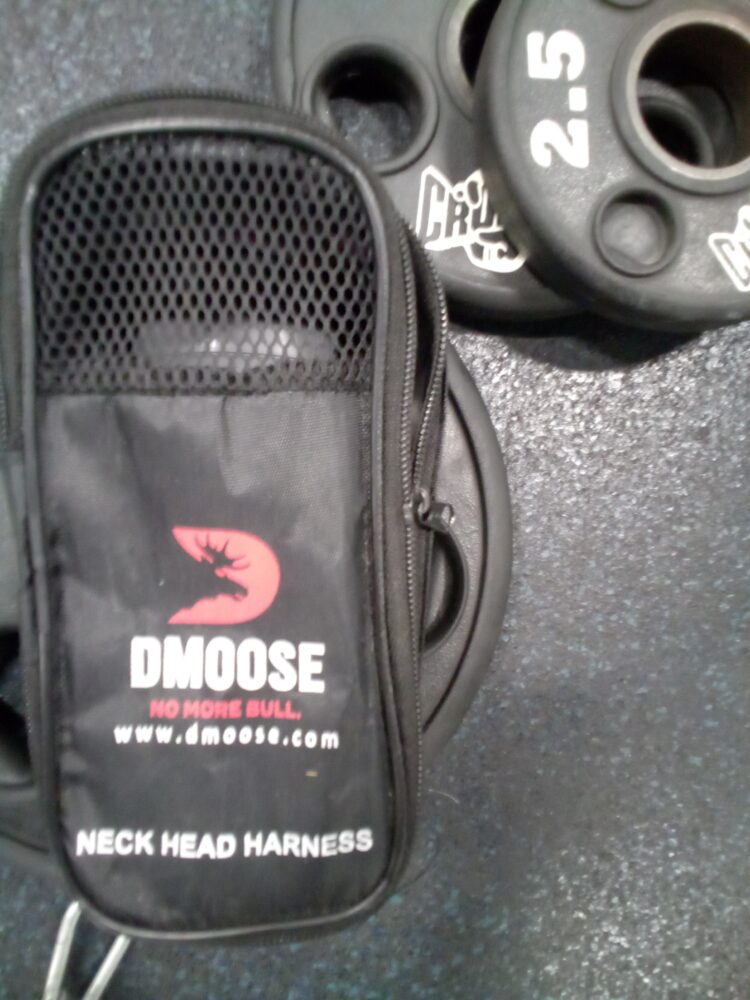 2.5
DMOOSE
NO MORE BULL.
www.dmoose.com
NECK HEAD HARNESS